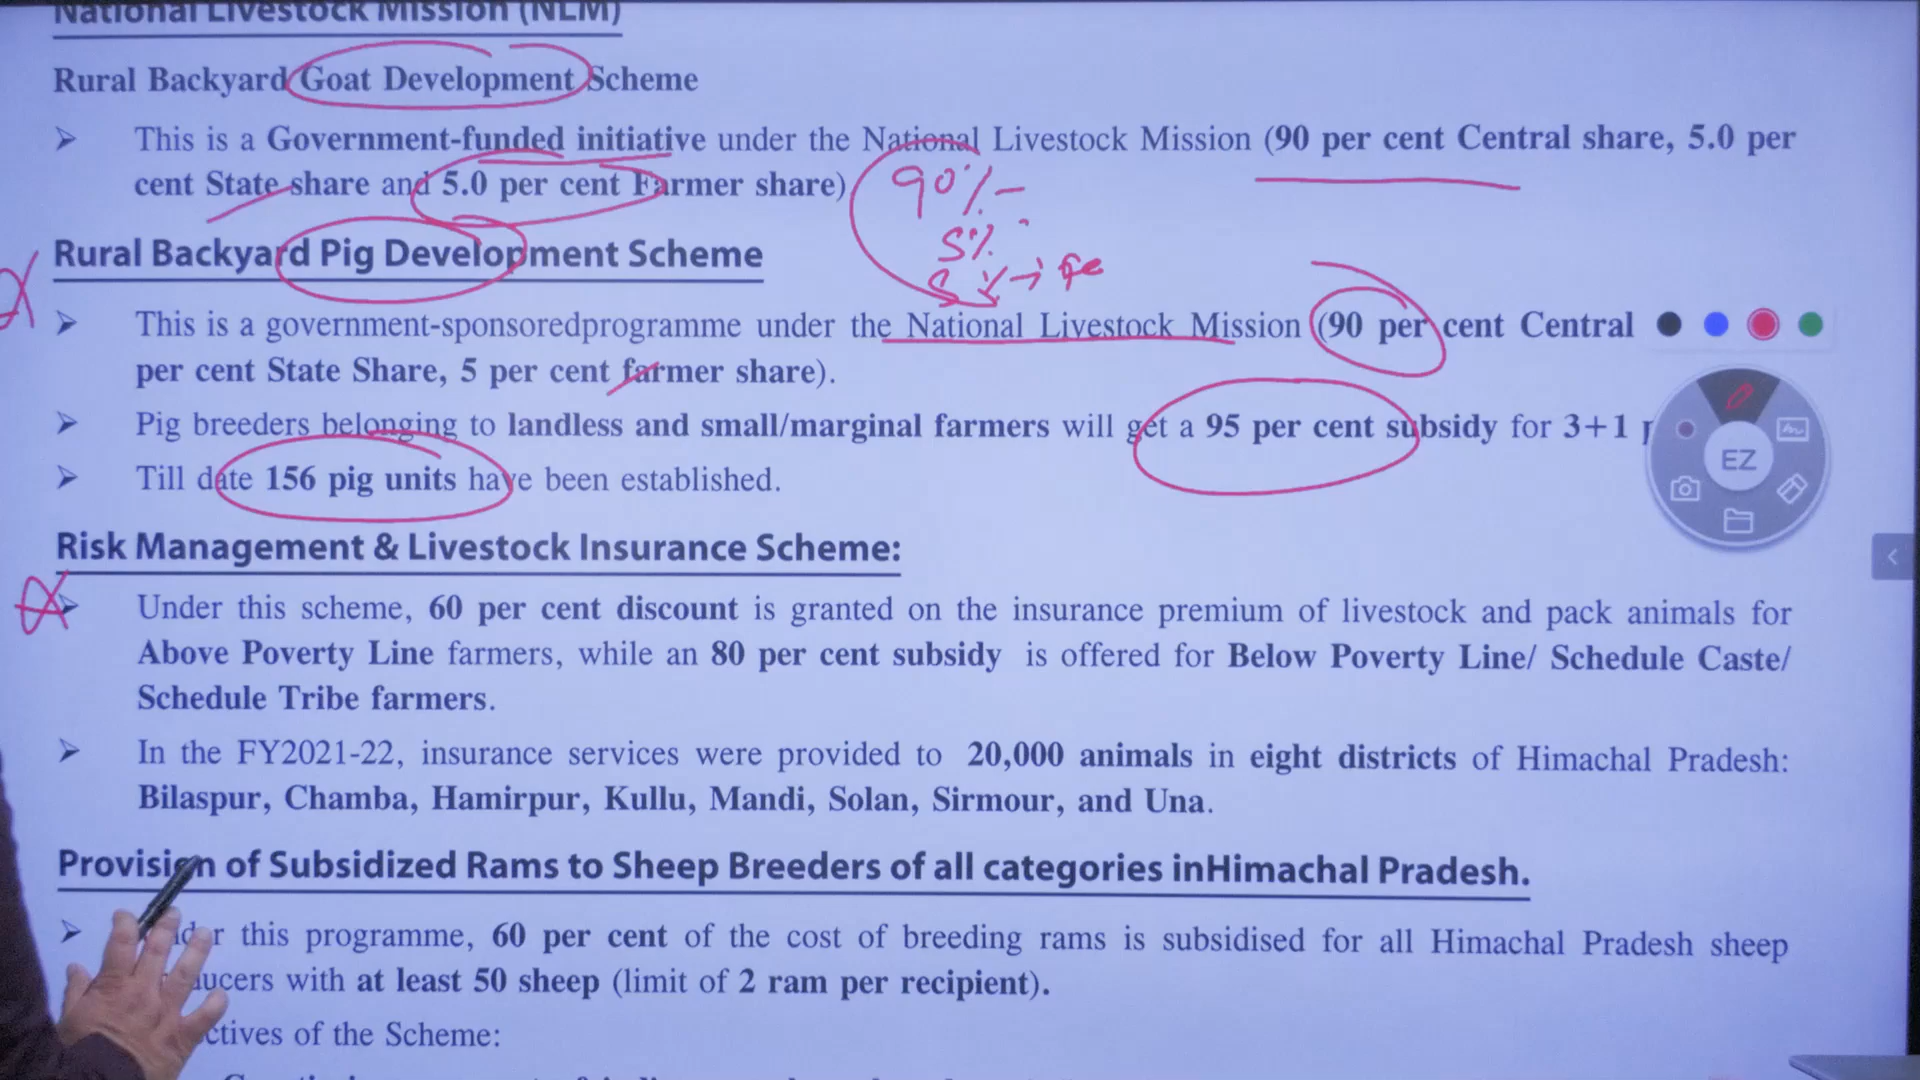 National Livestock Mission (NLM)
Rural Backyard Goat Development Scheme
➢ This is a Government-funded initiative under the National Livestock Mission (90 per cent Central share, 5.0 per
cent State share and 5.0 per cent Farmer share)
90%
5%
Rural Backyard Pig Development Scheme
➢ This is a government-sponsoredprogramme under the National Livestock Mission (90 per cent Central
per cent State Share, 5 per cent farmer share).
➢ Pig breeders belonging to landless and small/marginal farmers will get a 95 per cent subsidy for 3+1
EZ
➢ Till date 156 pig units have been established.
Risk Management & Livestock Insurance Scheme:
➢ Under this scheme, 60 per cent discount is granted on the insurance premium of livestock and pack animals for
Above Poverty Line farmers, while an 80 per cent subsidy is offered for Below Poverty Line/ Schedule Caste/
Schedule Tribe farmers.
➢ In the FY2021-22, insurance services were provided to 20,000 animals in eight districts of Himachal Pradesh:
Bilaspur, Chamba, Hamirpur, Kullu, Mandi, Solan, Sirmour, and Una.
Provision of Subsidized Rams to Sheep Breeders of all categories inHimachal Pradesh.
➢ this programme, 60 per cent of the cost of breeding rams is subsidised for all Himachal Pradesh sheep
with at least 50 sheep (limit of 2 ram per recipient).
of the Scheme: